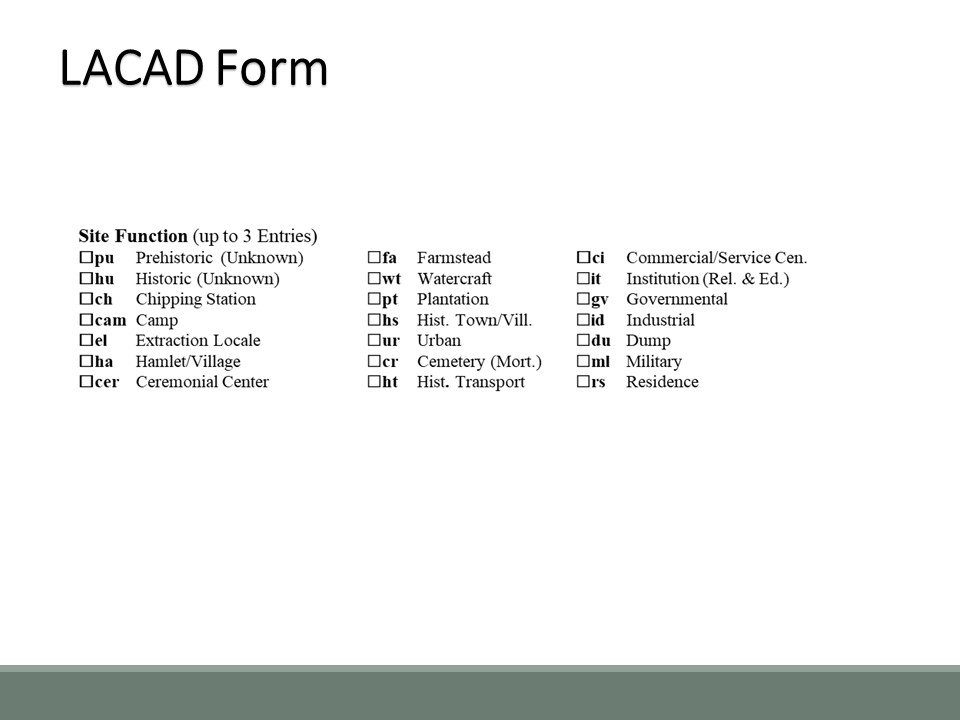 LACAD Form
Site Function (up to 3 Entries)
☐pu Prehistoric (Unknown) ☐fa Farmstead ☐ci Commercial/Service Cen.
☐hu Historic (Unknown) ☐wt Watercraft ☐it Institution (Rel. & Ed.)
☐ch Chipping Station ☐pt Plantation ☐gv Governmental
☐cam Camp ☐hs Hist. Town/Vill. ☐id Industrial
☐el Extraction Locale ☐ur Urban ☐du Dump
☐ha Hamlet/Village ☐cr Cemetery (Mort.) ☐ml Military
☐cer Ceremonial Center ☐ht Hist. Transport ☐rs Residence